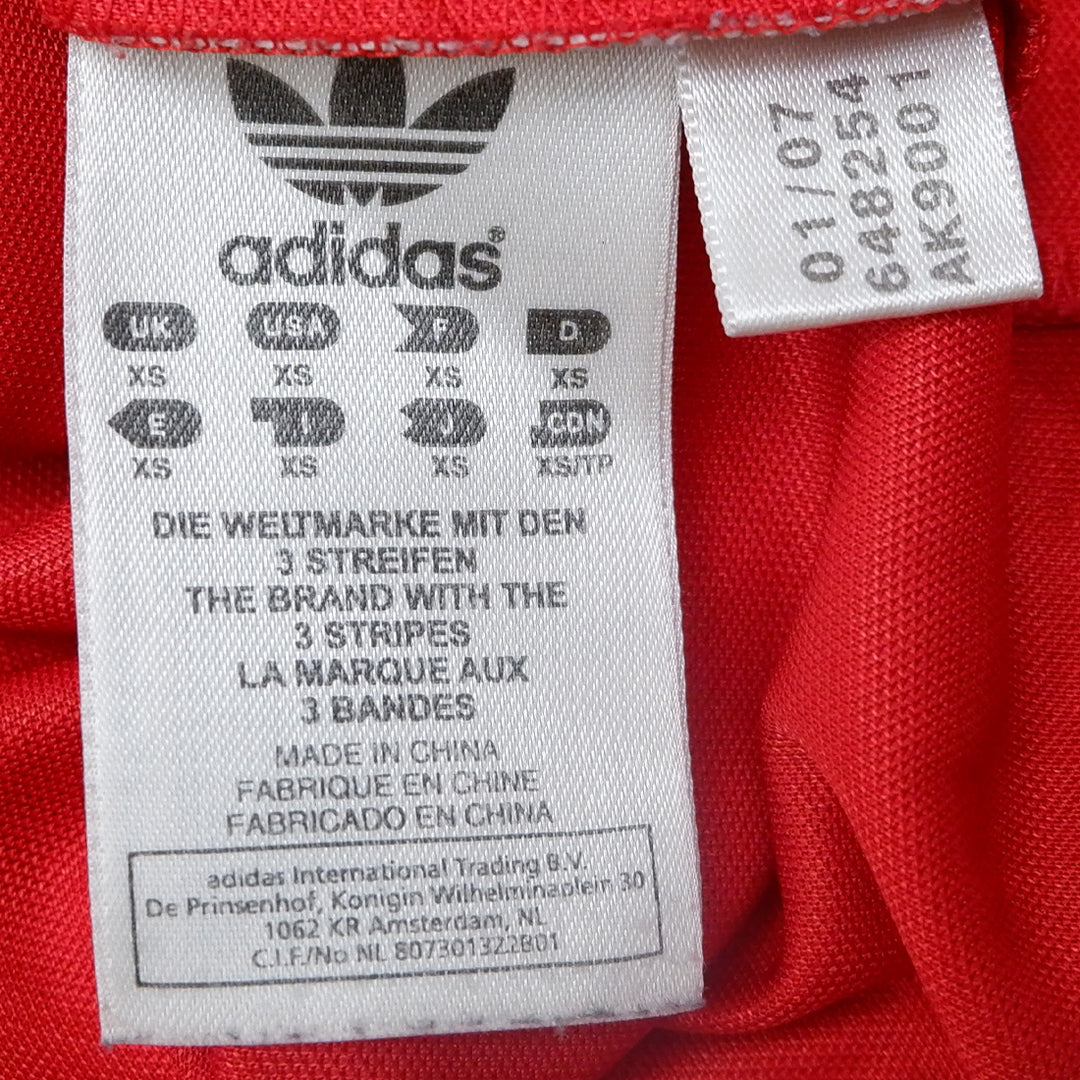 adidas®
UK USA F D
XS XS XS XS
E I J CDN
XS XS XS XS/TP
DIE WELTMARKE MIT DEN
3 STREIFEN
THE BRAND WITH THE
3 STRIPES
LA MARQUE AUX
3 BANDES
MADE IN CHINA
FABRIQUE EN CHINE
FABRICADO EN CHINA
adidas International Trading B.V.
De Prinsenhof, Konigin Wilhelminaplein 30
1062 KR Amsterdam, NL
C.I.F./No NL 807301322B01
01/07
648254
AK9001